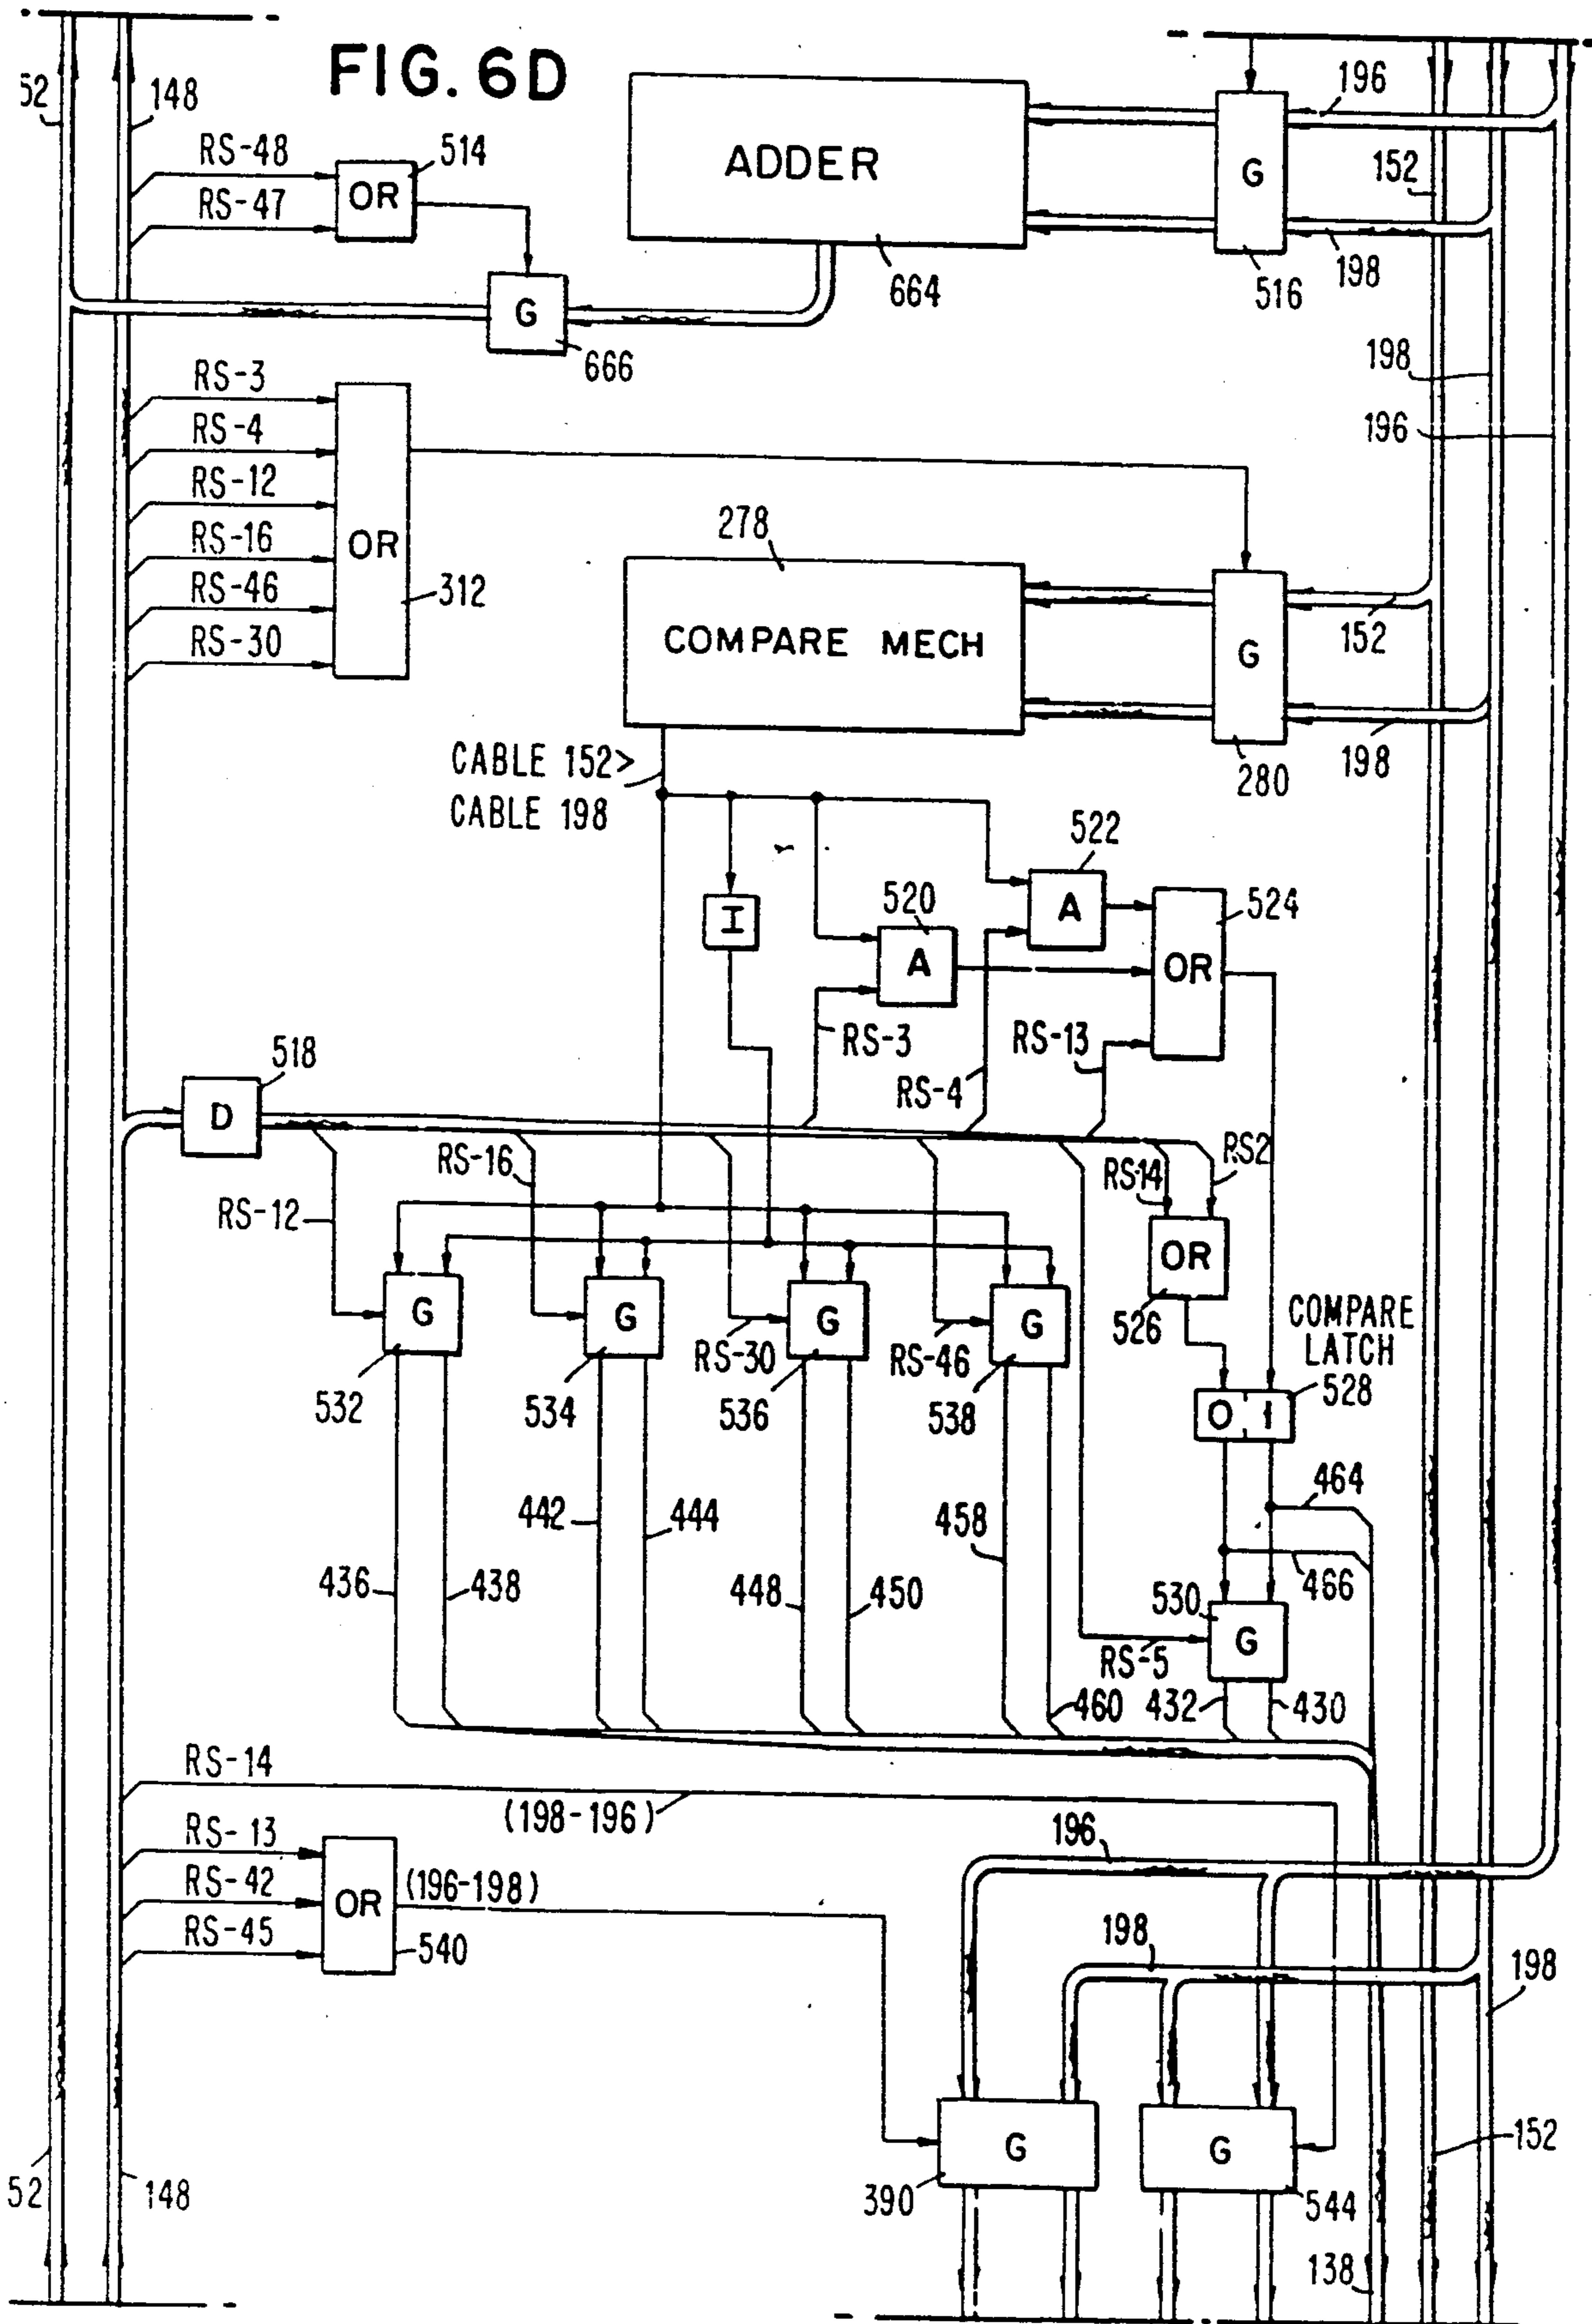 FIG. 6D
52
148
RS-48
514
OR
RS-47
ADDER
664
G
666
196
152
G
198
516
198
196
RS-3
RS-4
RS-12
RS-16
OR
RS-46
312
RS-30
278
COMPARE MECH
G
152
198
280
CABLE 152>
CABLE 198
I
520
A
522
A
524
OR
RS-3
RS-4
RS-13
518
D
RS-12
RS-16
RS-14
RS2
OR
526
G
532
G
534
RS-30
G
536
RS-46
G
538
COMPARE
LATCH
528
O I
464
466
436
438
442
444
448
450
458
460
530
G
RS-5
432
430
RS-14
(198-196)
RS-13
RS-42
OR
(196-198)
RS-45
540
196
198
198
G
390
G
544
152
52
148
138